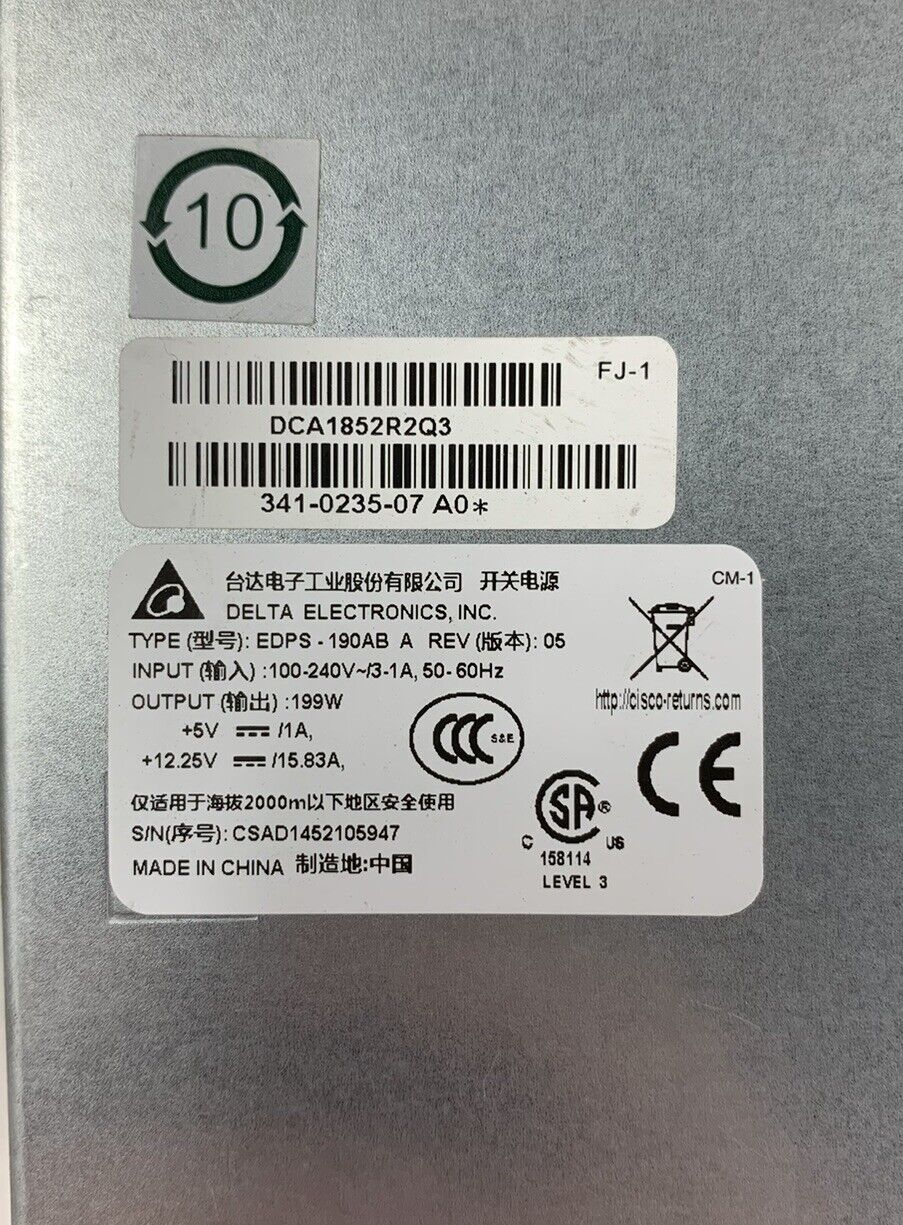 10
FJ-1
DCA1852R2Q3
341-0235-07 A0*
台达电子工业股份有限公司 开关电源
CM-1
DELTA ELECTRONICS, INC.
TYPE (型号): EDPS - 190AB A REV (版本): 05
INPUT (输入) :100-240V~/3-1A, 50-60Hz
OUTPUT (输出) :199W
http://cisco-returns.com
+5V ⎓ /1A,
+12.25V ⎓ /15.83A,
CCC S&E
CE
仅适用于海拔2000m以下地区安全使用
S/N(序号): CSAD1452105947
SA ®
C US
158114
LEVEL 3
MADE IN CHINA 制造地:中国